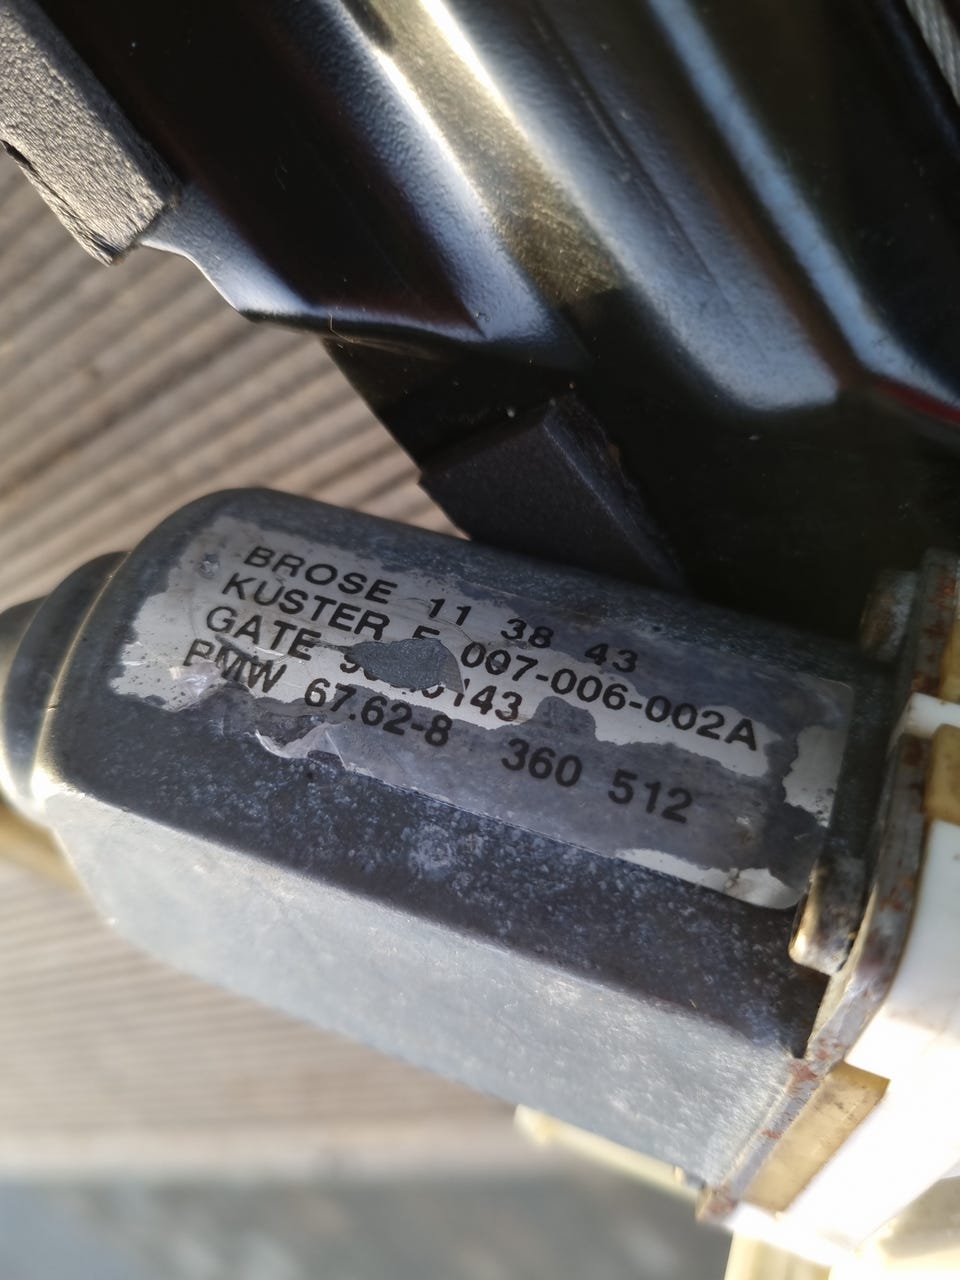 BROSE 11 38 43
KUSTER 007-006-002A
GATE
BMW 67.62-8 360 512